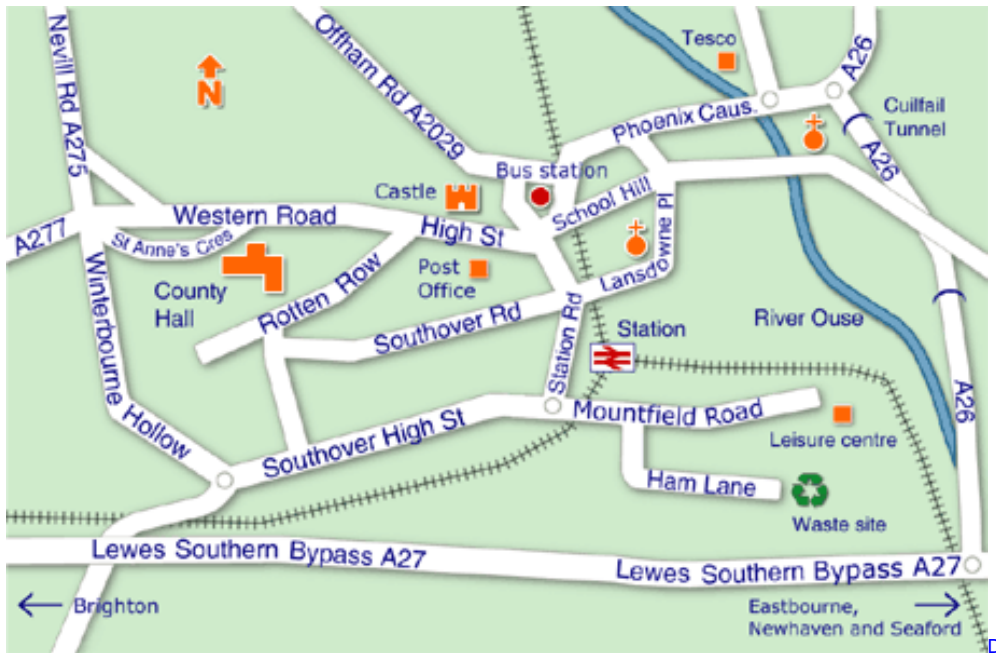 Nevill Rd A275
Offham Rd A2029
Tesco
A26
Phoenix Caus.
Cuilfail
Tunnel
A26
N
Bus station
Castle
School Hill
Western Road
High St
A277
St Anne's Cres
Lansdowne Pl
County
Hall
Post
Office
Rotten Row
Southover Rd
Station Rd
Station
River Ouse
Winterbourne
Hollow
A26
Mountfield Road
Southover High St
Leisure centre
Ham Lane
Waste site
Lewes Southern Bypass A27
Lewes Southern Bypass A27
Brighton
Eastbourne,
Newhaven and Seaford